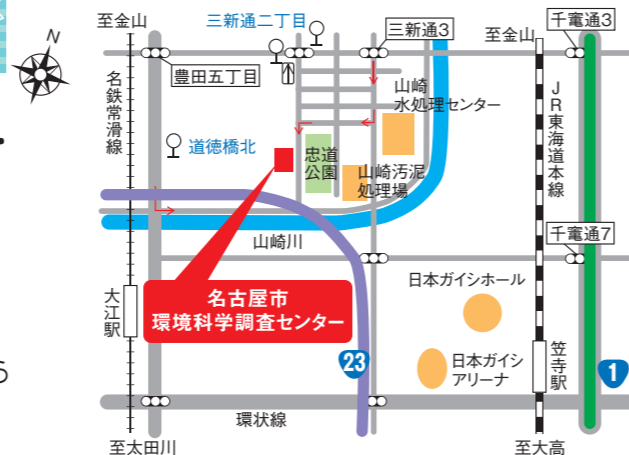 至金山
三新通二丁目
三新通3
至金山
千竃通3
N
豊田五丁目
名鉄常滑線
山崎
水処理センター
JR東海道本線
道徳橋北
忠道
公園
山崎汚泥
処理場
山崎川
千竃通7
大江駅
名古屋市
環境科学調査センター
日本ガイシホール
23
日本ガイシ
アリーナ
笠寺駅
1
ら
環状線
至太田川
至大高